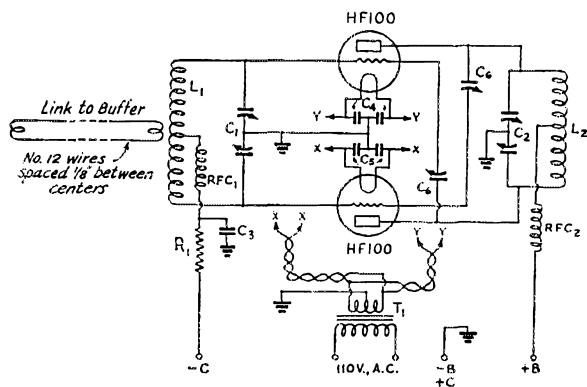 HF100
L1
Link to Buffer
No. 12 wires
spaced 1/8" between
centers
C1
RFC1
R1
C3
Y
C4
Y
X
C5
X
C6
C6
C2
L2
HF100
X
X
Y
Y
T1
RFC2
-C
110V., A.C.
-B
+C
+B